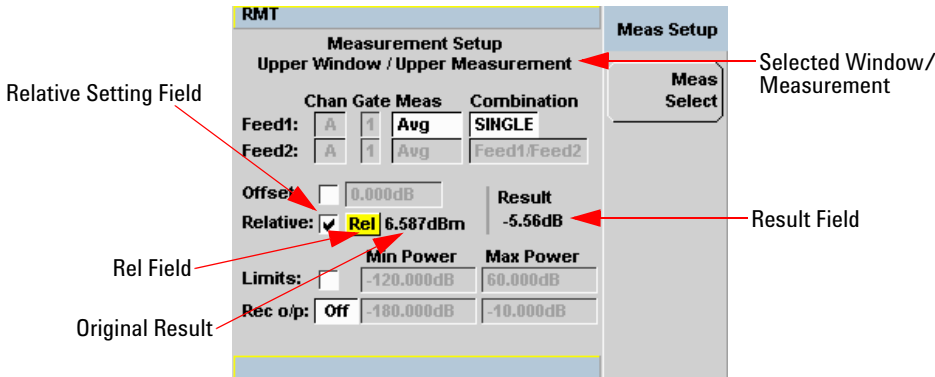 RMT
Meas Setup
Measurement Setup
Upper Window / Upper Measurement
Selected Window/
Measurement
Meas
Select
Relative Setting Field
Chan Gate Meas Combination
Feed1: A 1 Avg SINGLE
Feed2: A 1 Avg Feed1/Feed2
Offset: 0.000dB
Result
Relative: Rel 6.587dBm
-5.56dB
Result Field
Rel Field
Min Power Max Power
Limits: -120.000dB 60.000dB
Rec o/p: Off -180.000dB -10.000dB
Original Result